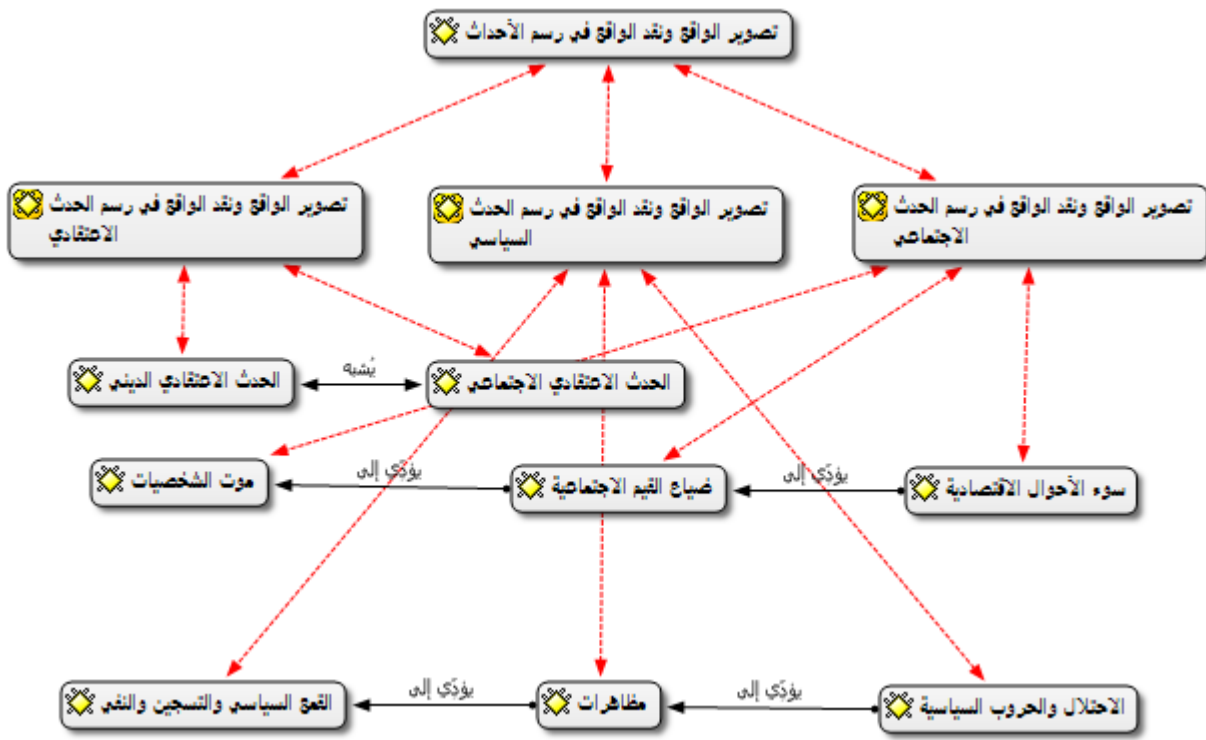 تصوير الواقع ونقد الواقع في رسم الأحداث
تصوير الواقع ونقد الواقع في رسم الحدث
الاجتماعي
تصوير الواقع ونقد الواقع في رسم الحدث
السياسي
تصوير الواقع ونقد الواقع في رسم الحدث
الاعتقادي
الحدث الاعتقادي الاجتماعي
يُشبه
الحدث الاعتقادي الديني
سوء الأحوال الاقتصادية
يؤدّي إلى
ضياع القيم الاجتماعية
يؤدّي إلى
موت الشخصيات
الاحتلال والحروب السياسية
يؤدّي إلى
مظاهرات
يؤدّي إلى
القمع السياسي والتسجين والنفي